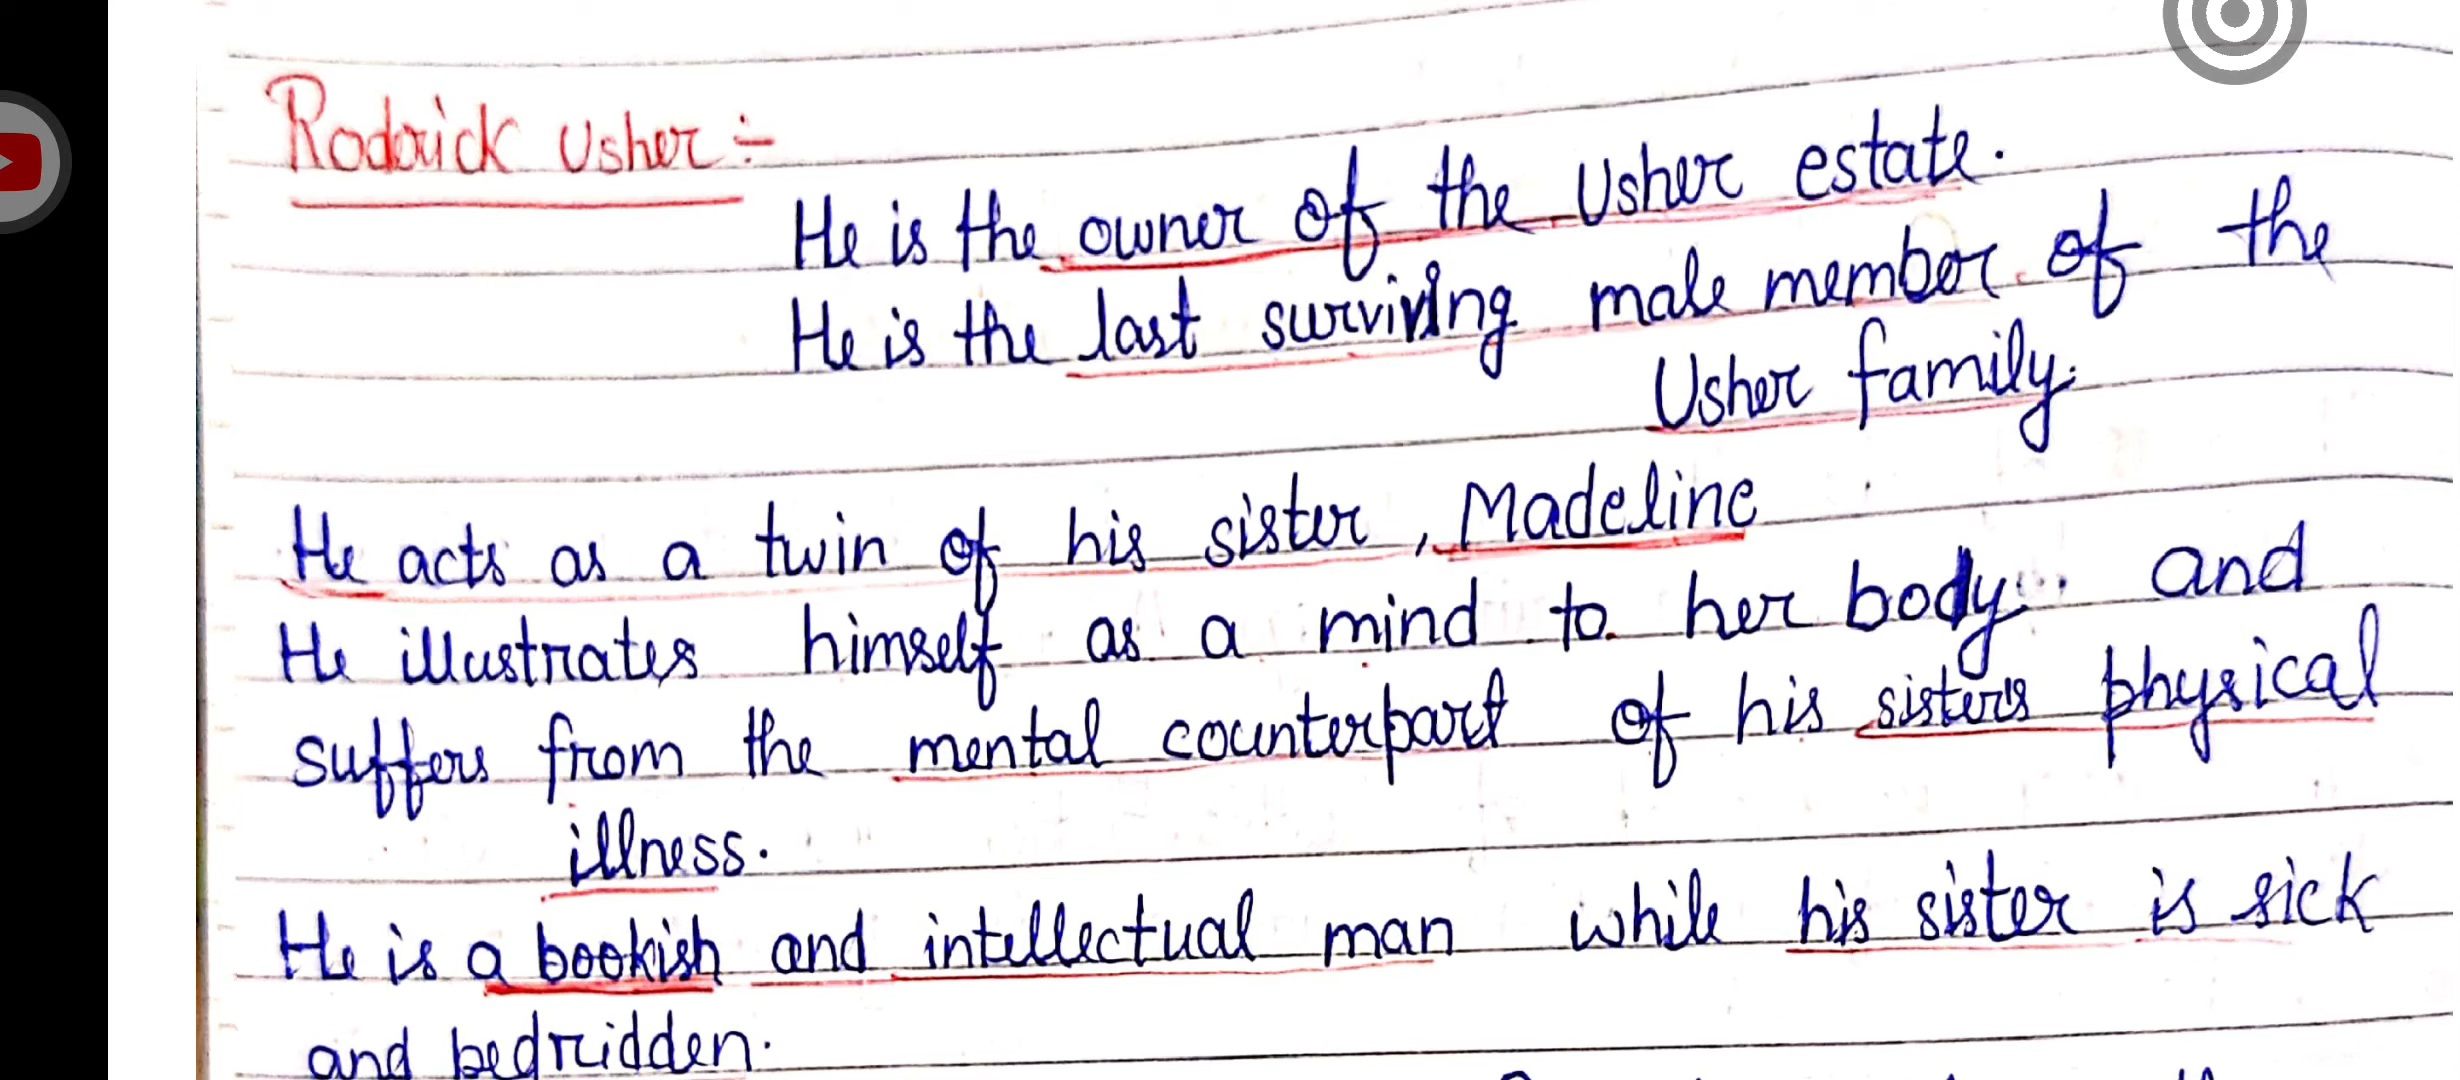 Rodrick Usher :-
He is the owner of the Usher estate.
He is the last surviving male member of the
Usher family.
He acts as a twin of his sister, Madeline
He illustrates himself as a mind to her body. and
suffers from the mental counterpart of his sister's physical
illness.
He is a bookish and intellectual man while his sister is sick
and bedridden.